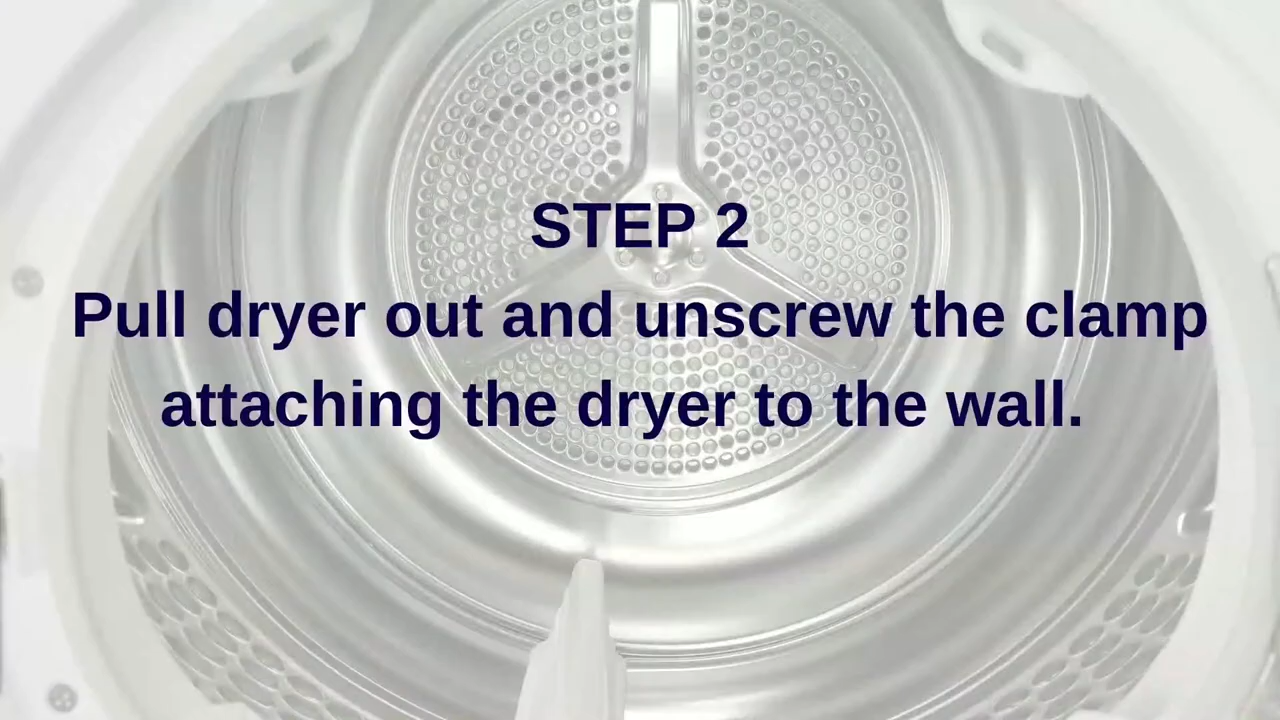 STEP 2
Pull dryer out and unscrew the clamp
attaching the dryer to the wall.